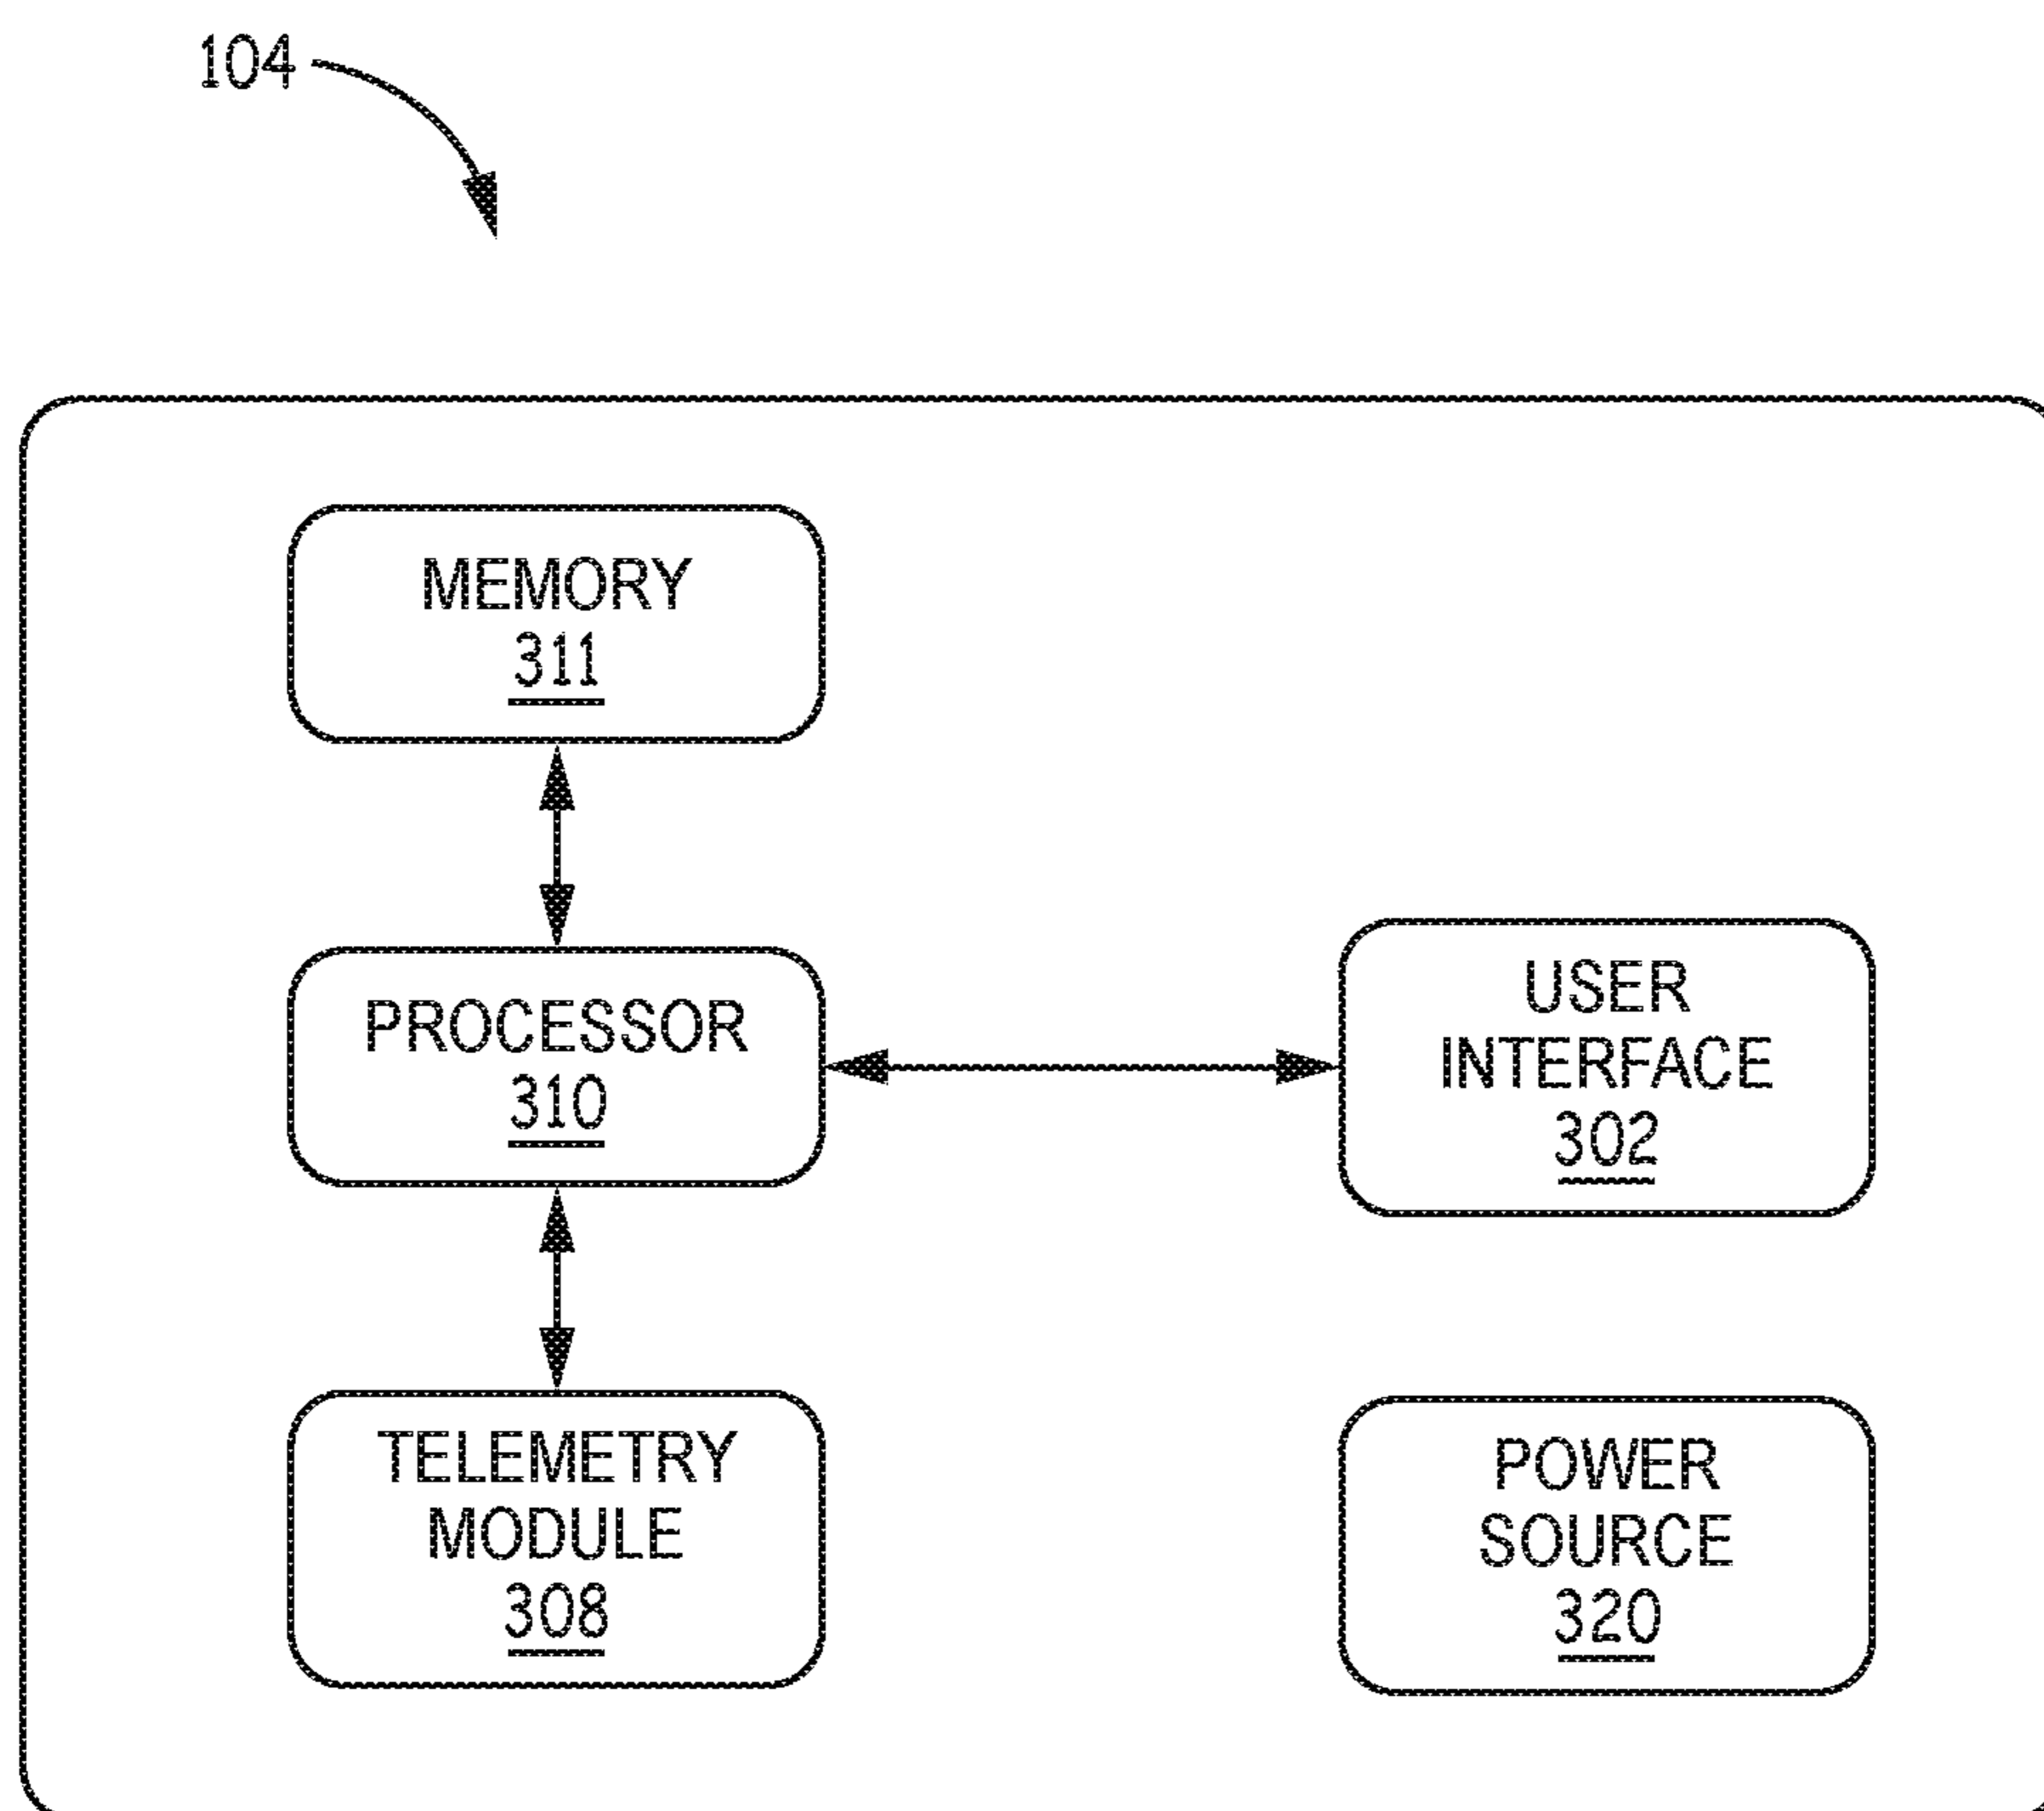 104
MEMORY
311
PROCESSOR
310
USER
INTERFACE
302
TELEMETRY
MODULE
308
POWER
SOURCE
320